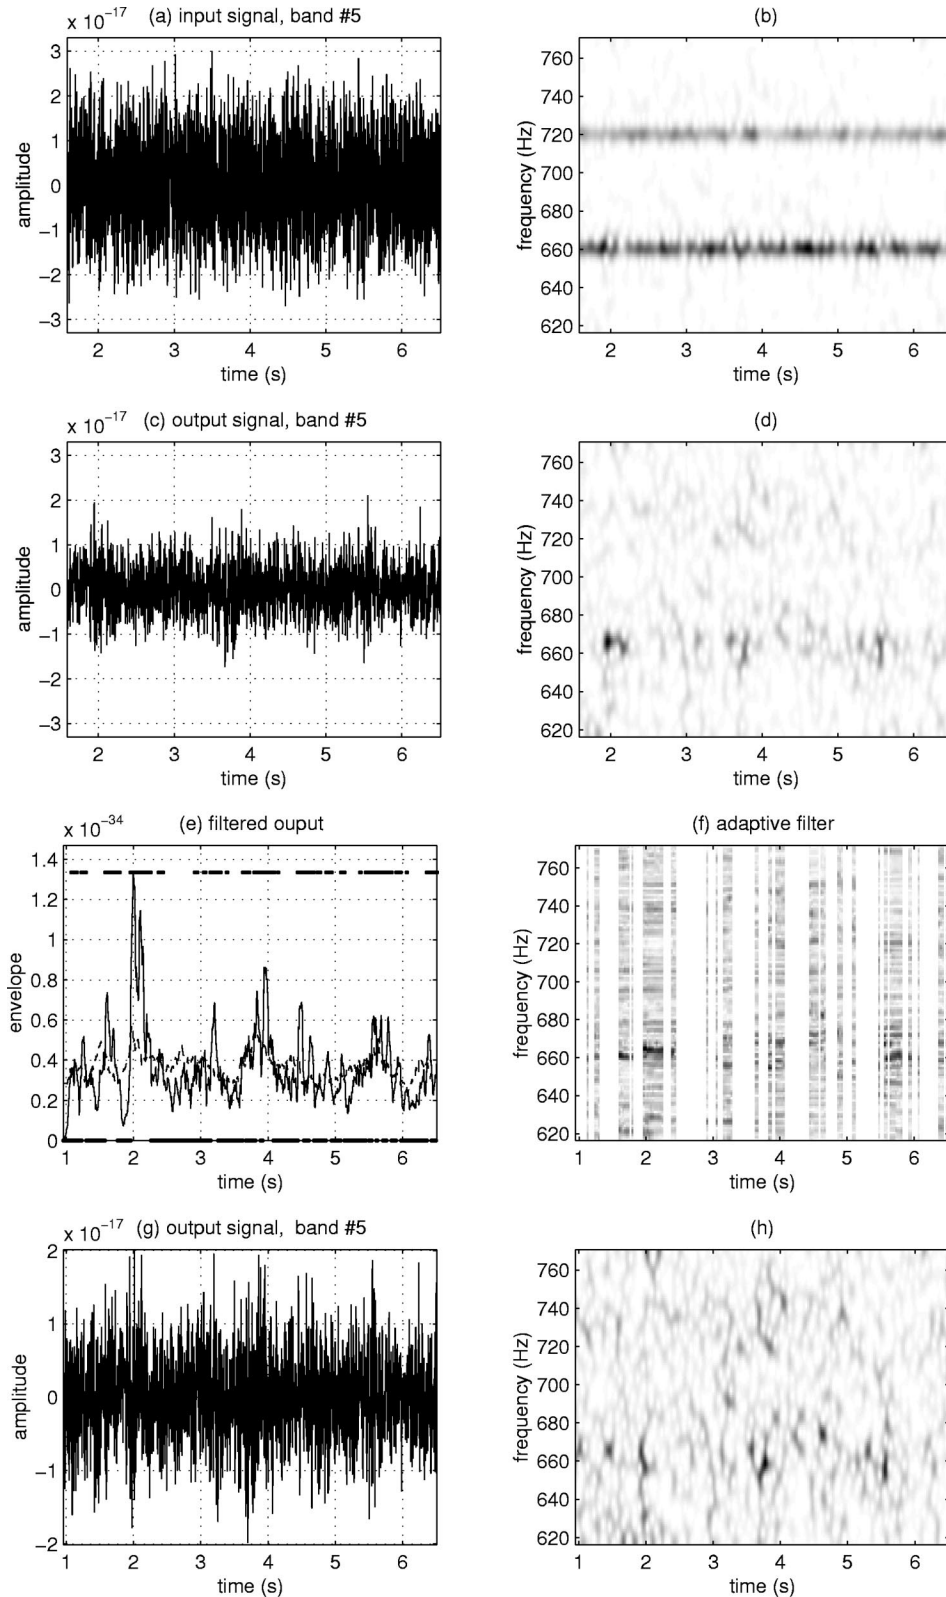 x 10⁻¹⁷ (a) input signal, band #5
3
2
1
0
−1
−2
−3
amplitude
2 3 4 5 6
time (s)
(b)
760
740
720
700
680
660
640
620
frequency (Hz)
2 3 4 5 6
time (s)
x 10⁻¹⁷ (c) output signal, band #5
3
2
1
0
−1
−2
−3
amplitude
2 3 4 5 6
time (s)
(d)
760
740
720
700
680
660
640
620
frequency (Hz)
2 3 4 5 6
time (s)
x 10⁻³⁴ (e) filtered ouput
1.4
1.2
1
0.8
0.6
0.4
0.2
0
envelope
1 2 3 4 5 6
time (s)
(f) adaptive filter
760
740
720
700
680
660
640
620
frequency (Hz)
1 2 3 4 5 6
time (s)
x 10⁻¹⁷ (g) output signal, band #5
2
1
0
−1
−2
amplitude
1 2 3 4 5 6
time (s)
(h)
760
740
720
700
680
660
640
620
frequency (Hz)
1 2 3 4 5 6
time (s)